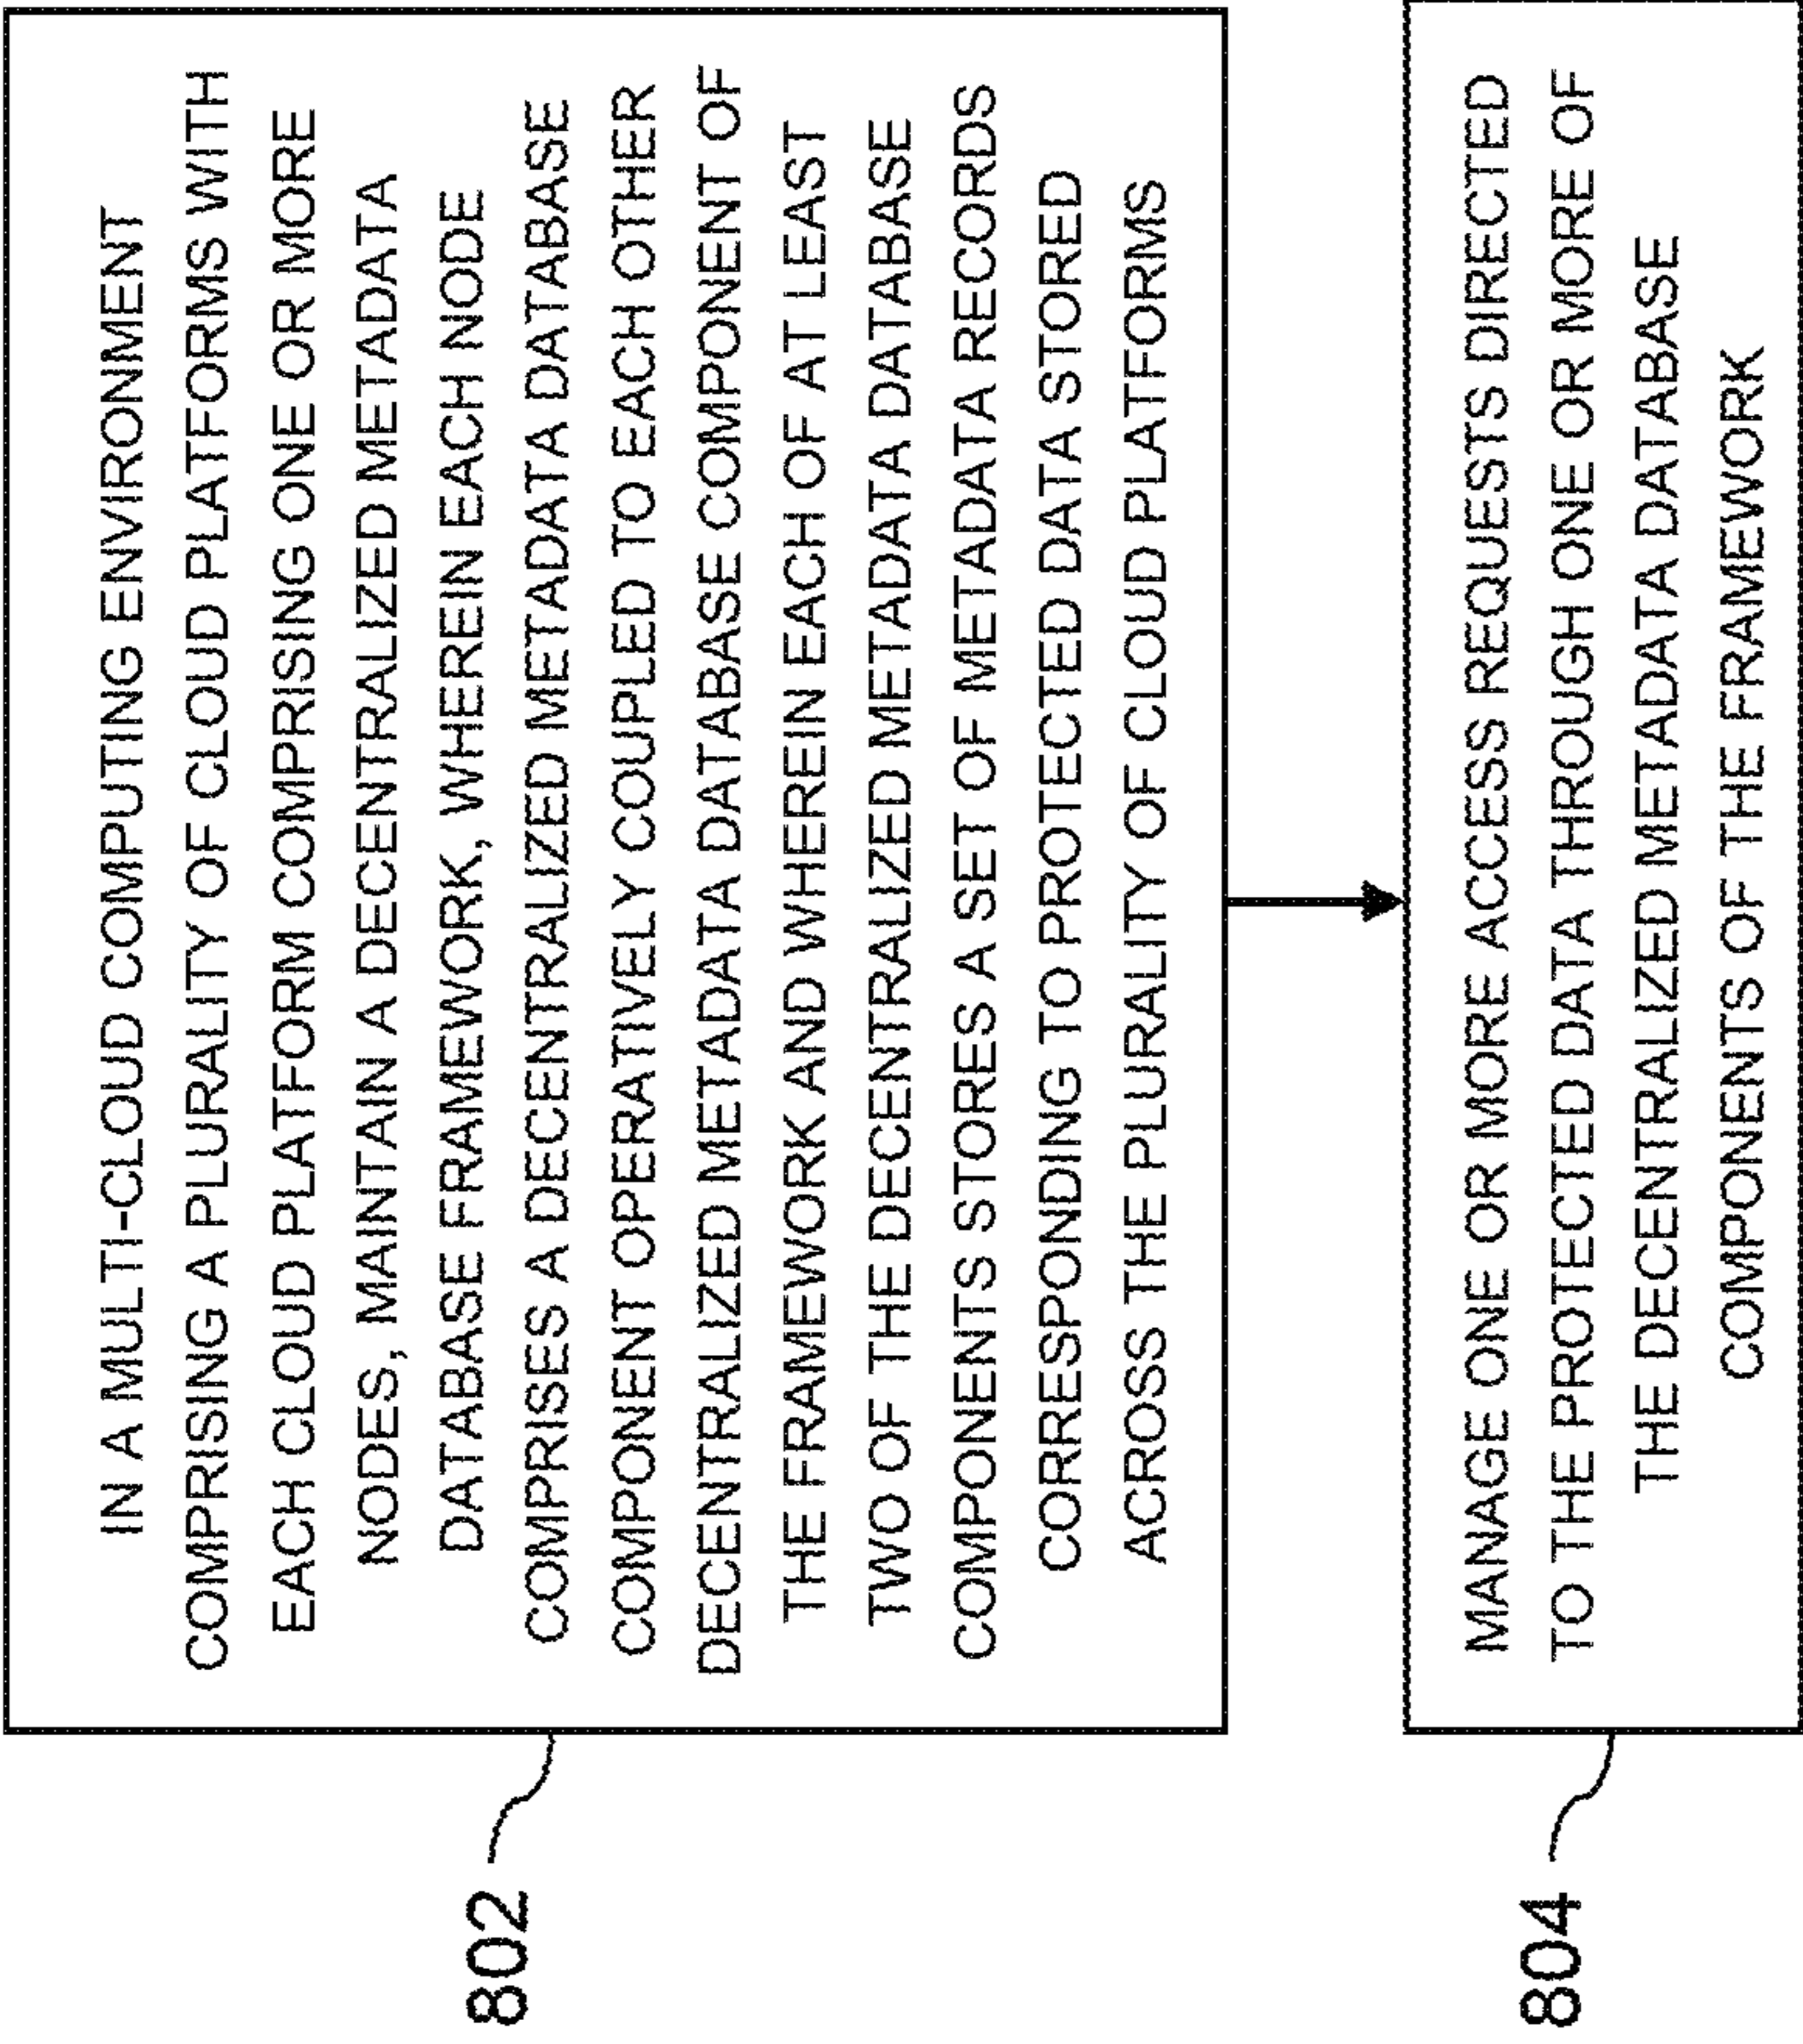 802
IN A MULTI-CLOUD COMPUTING ENVIRONMENT
COMPRISING A PLURALITY OF CLOUD PLATFORMS WITH
EACH CLOUD PLATFORM COMPRISING ONE OR MORE
NODES, MAINTAIN A DECENTRALIZED METADATA
DATABASE FRAMEWORK, WHEREIN EACH NODE
COMPRISES A DECENTRALIZED METADATA DATABASE
COMPONENT OPERATIVELY COUPLED TO EACH OTHER
DECENTRALIZED METADATA DATABASE COMPONENT OF
THE FRAMEWORK AND WHEREIN EACH OF AT LEAST
TWO OF THE DECENTRALIZED METADATA DATABASE
COMPONENTS STORES A SET OF METADATA RECORDS
CORRESPONDING TO PROTECTED DATA STORED
ACROSS THE PLURALITY OF CLOUD PLATFORMS
804
MANAGE ONE OR MORE ACCESS REQUESTS DIRECTED
TO THE PROTECTED DATA THROUGH ONE OR MORE OF
THE DECENTRALIZED METADATA DATABASE
COMPONENTS OF THE FRAMEWORK